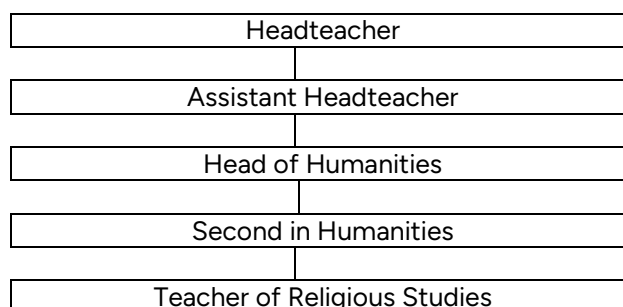 Headteacher
Assistant Headteacher
Head of Humanities
Second in Humanities
Teacher of Religious Studies